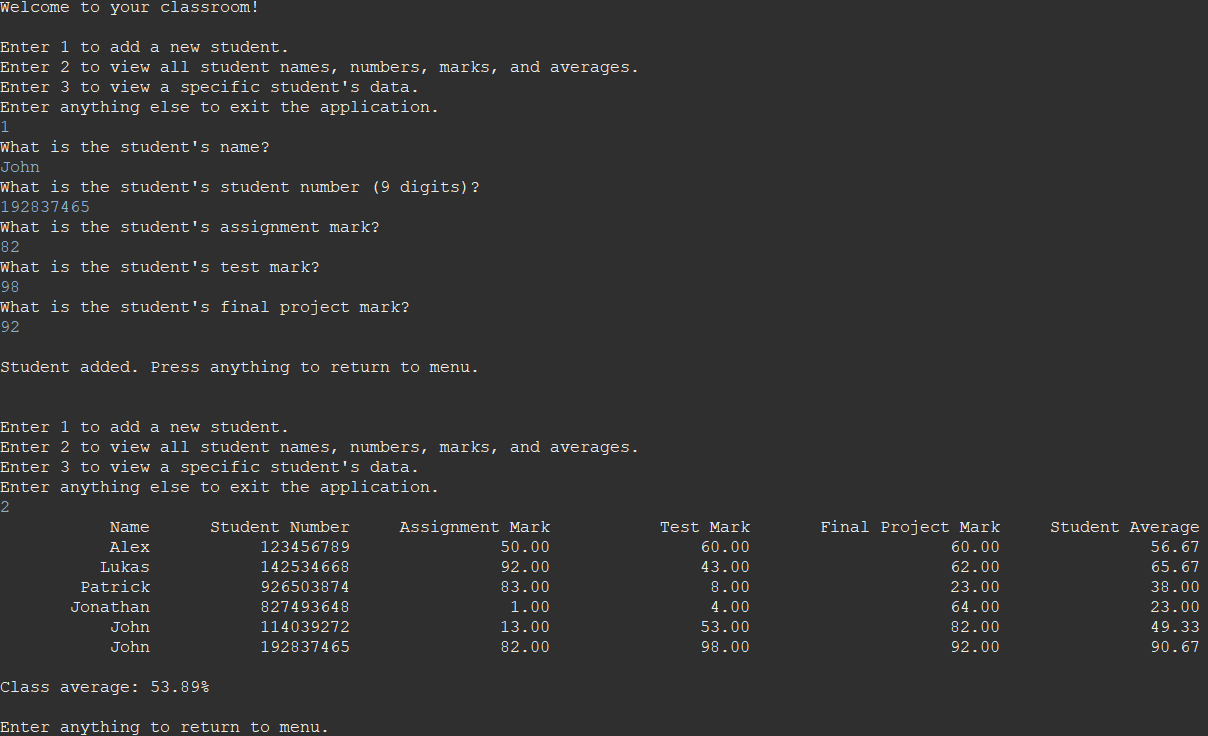 Welcome to your classroom!
Enter 1 to add a new student.
Enter 2 to view all student names, numbers, marks, and averages.
Enter 3 to view a specific student's data.
Enter anything else to exit the application.
1
What is the student's name?
John
What is the student's student number (9 digits)?
192837465
What is the student's assignment mark?
82
What is the student's test mark?
98
What is the student's final project mark?
92
Student added. Press anything to return to menu.
Enter 1 to add a new student.
Enter 2 to view all student names, numbers, marks, and averages.
Enter 3 to view a specific student's data.
Enter anything else to exit the application.
2
Name Student Number Assignment Mark Test Mark Final Project Mark Student Average
Alex 123456789 50.00 60.00 60.00 56.67
Lukas 142534668 92.00 43.00 62.00 65.67
Patrick 926503874 83.00 8.00 23.00 38.00
Jonathan 827493648 1.00 4.00 64.00 23.00
John 114039272 13.00 53.00 82.00 49.33
John 192837465 82.00 98.00 92.00 90.67
Class average: 53.89%
Enter anything to return to menu.